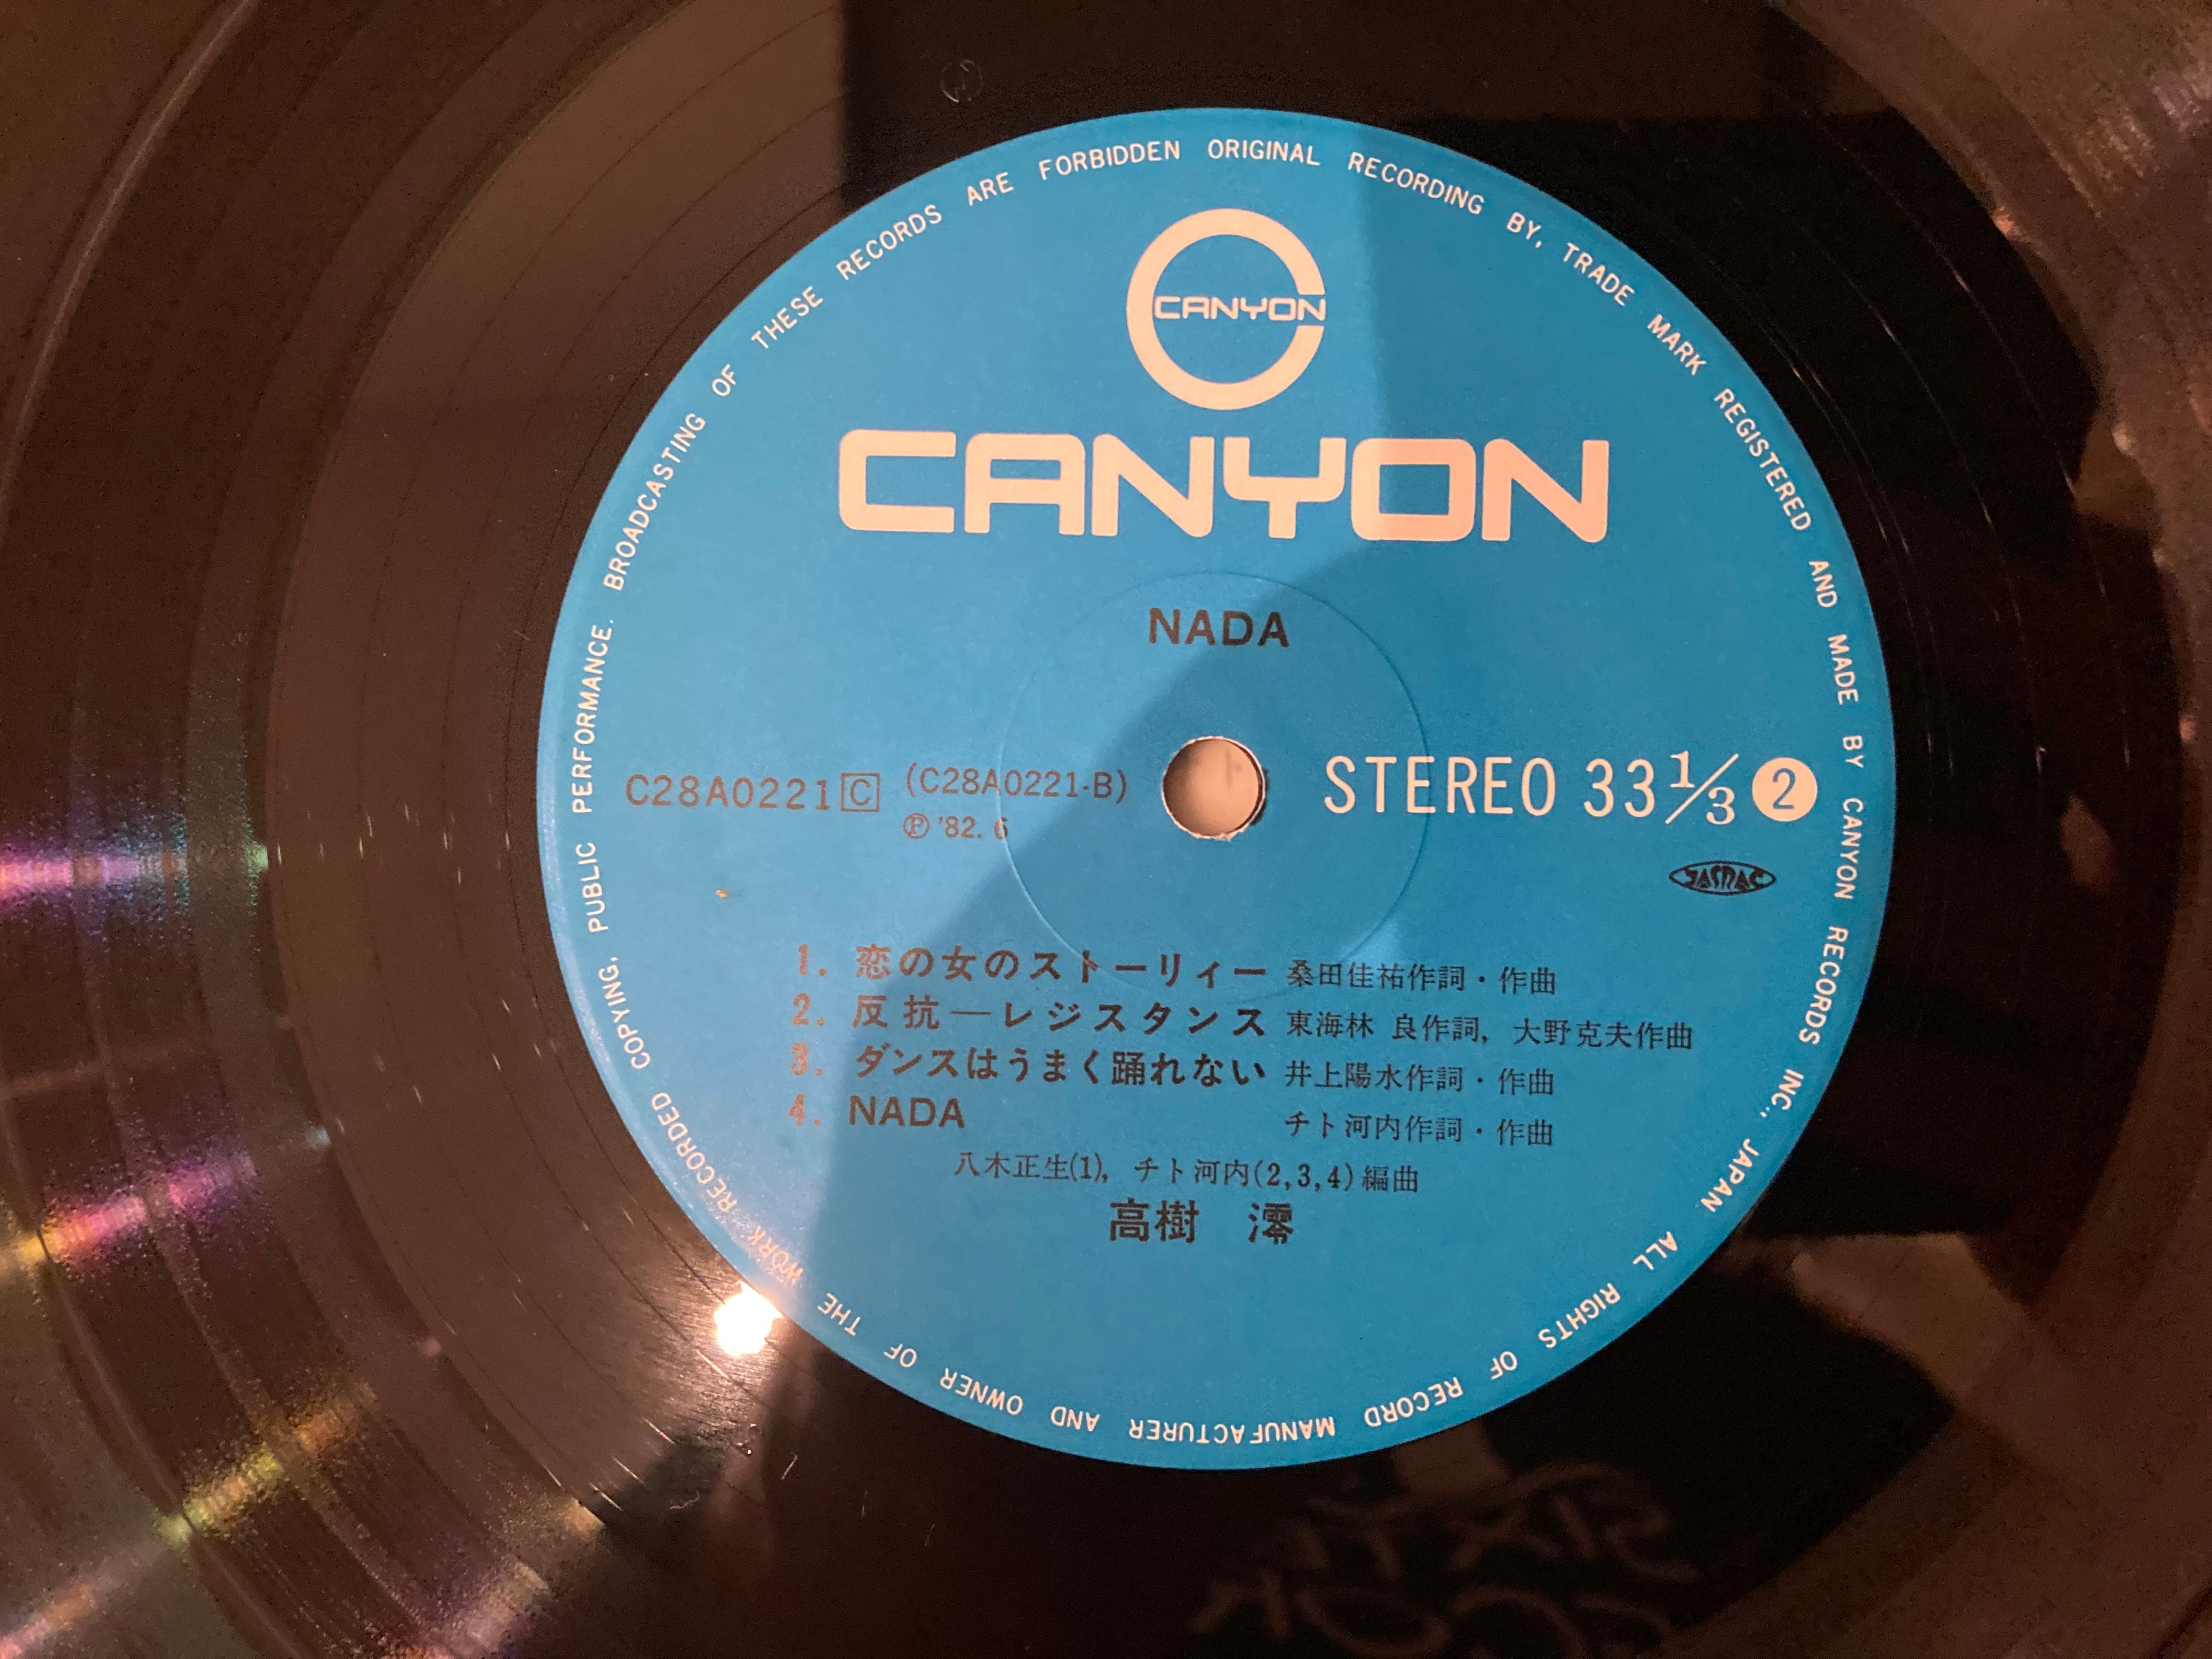 CANYON
CANYON
NADA
C28A0221 C (C28A0221-B)
Ⓟ '82. 6
STEREO 33 1/3 2
JASRAC
1. 恋の女のストーリィー 桑田佳祐作詞・作曲
2. 反抗―レジスタンス 東海林 良作詞, 大野克夫作曲
3. ダンスはうまく踊れない 井上陽水作詞・作曲
4. NADA チト河内作詞・作曲
八木正生(1), チト河内(2,3,4)編曲
高樹 澪
ALL RIGHTS OF RECORD MANUFACTURER AND OWNER OF THE WORK RECORDED COPYING, PUBLIC PERFORMANCE. BROADCASTING OF THESE RECORDS ARE FORBIDDEN ORIGINAL RECORDING BY, TRADE MARK REGISTERED AND MADE BY CANYON RECORDS INC., JAPAN